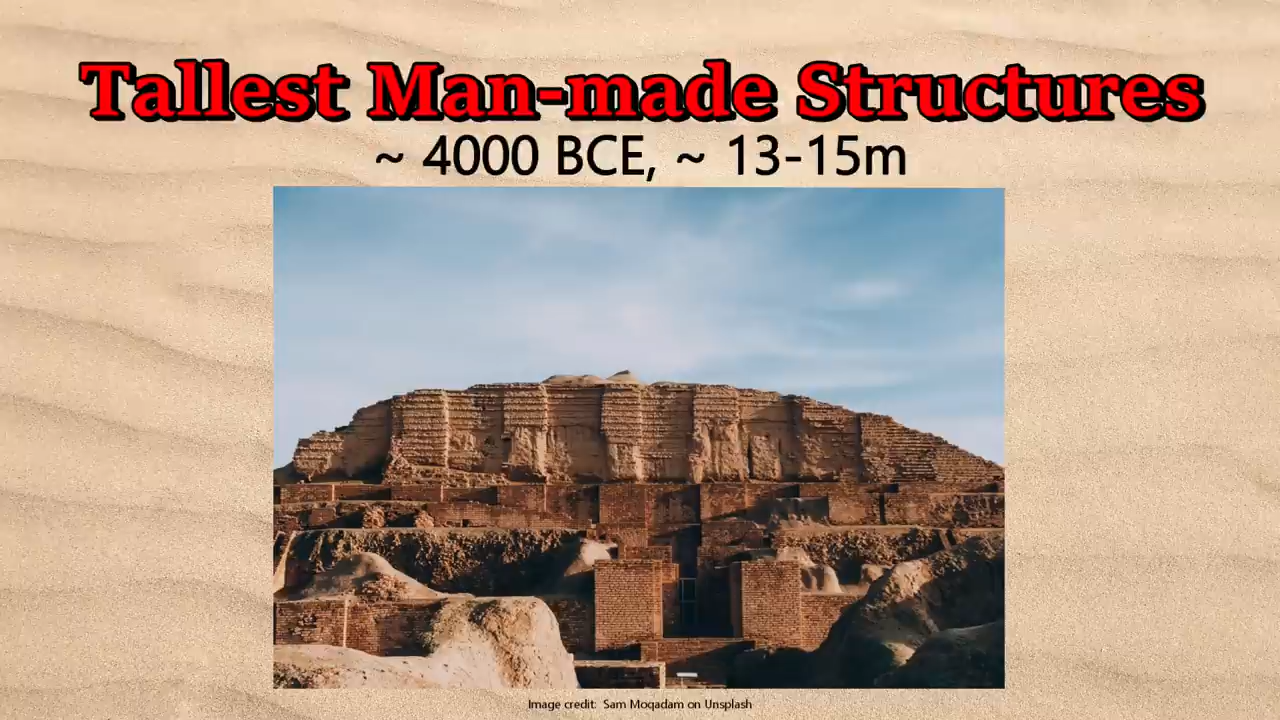 Tallest Man-made Structures
~ 4000 BCE, ~ 13-15m
Image credit: Sam Moqadam on Unsplash